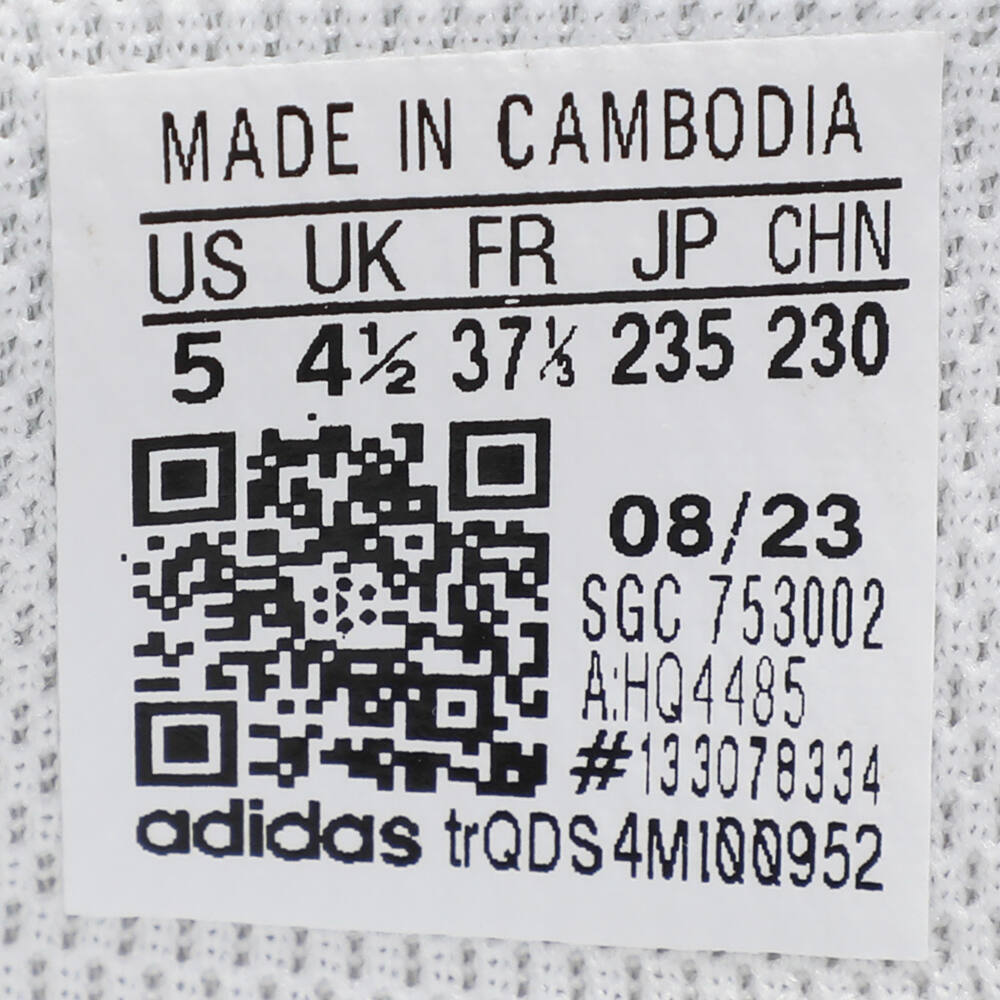 MADE IN CAMBODIA
US UK FR JP CHN
5 4½ 37⅓ 235 230
08/23
SGC 753002
A:HQ4485
#133078334
adidas trQDS4MI00952